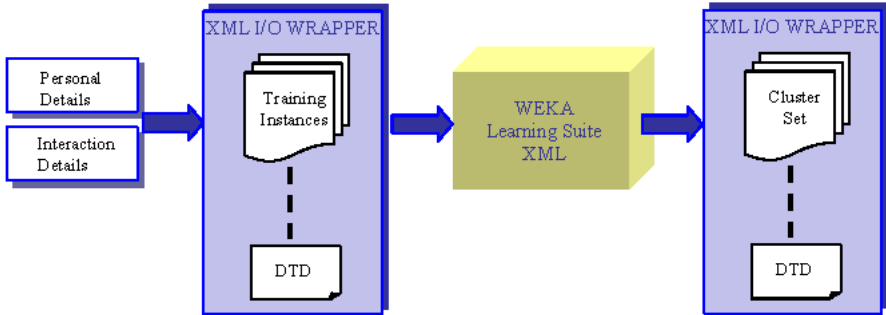 Personal
Details
Interaction
Details
XML I/O WRAPPER
Training
Instances
DTD
WEKA
Learning Suite
XML
XML I/O WRAPPER
Cluster
Set
DTD